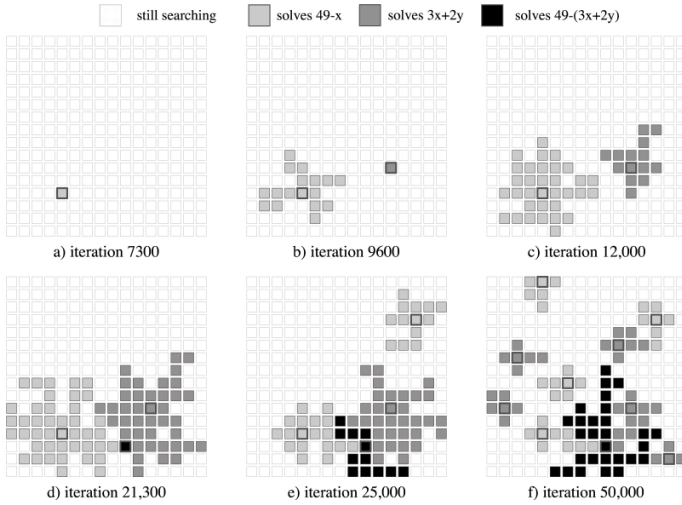 still searching solves 49-x solves 3x+2y solves 49-(3x+2y)
a) iteration 7300 b) iteration 9600 c) iteration 12,000
d) iteration 21,300 e) iteration 25,000 f) iteration 50,000